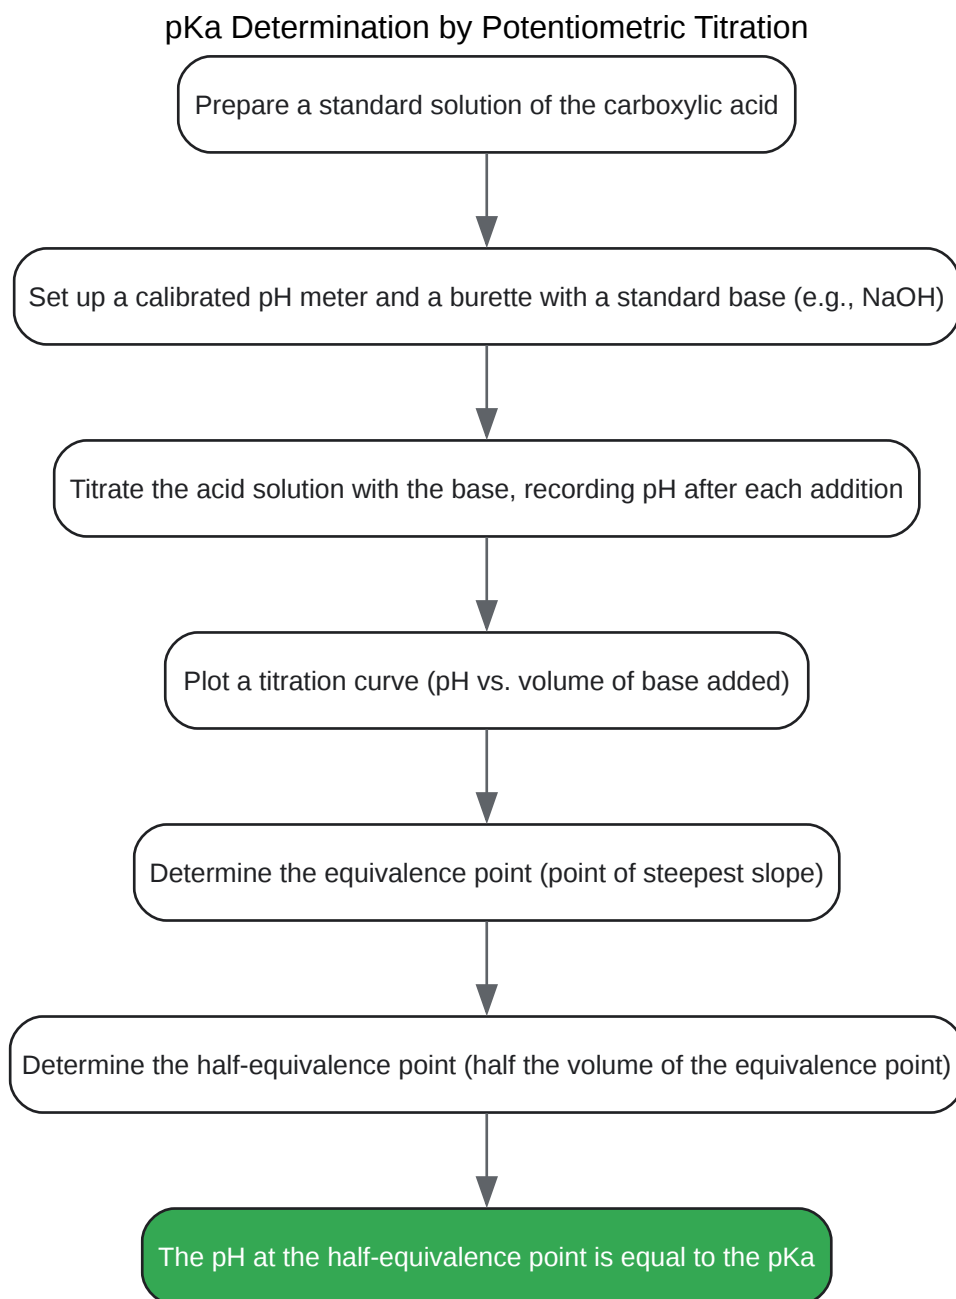 pKa Determination by Potentiometric Titration
Prepare a standard solution of the carboxylic acid
Set up a calibrated pH meter and a burette with a standard base (e.g., NaOH)
Titrate the acid solution with the base, recording pH after each addition
Plot a titration curve (pH vs. volume of base added)
Determine the equivalence point (point of steepest slope)
Determine the half-equivalence point (half the volume of the equivalence point)
The pH at the half-equivalence point is equal to the pKa